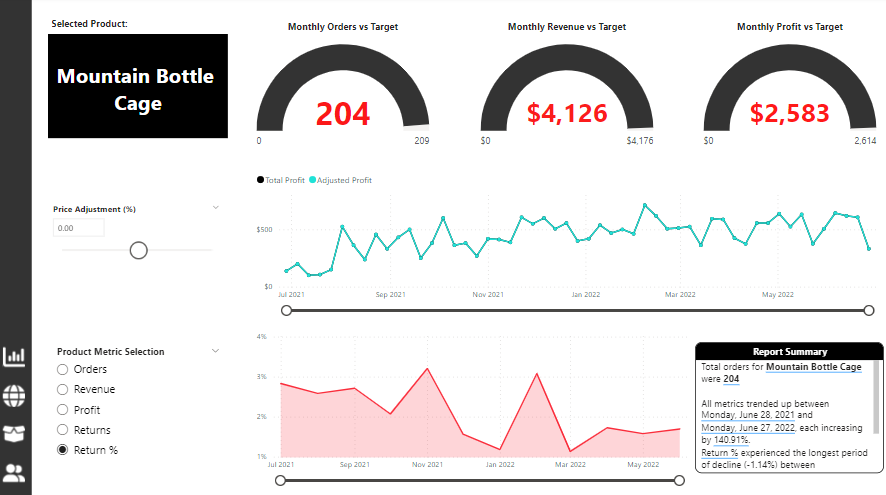 Selected Product:
Mountain Bottle
Cage
Monthly Orders vs Target
204
0
209
Monthly Revenue vs Target
$4,126
$0
$4,176
Monthly Profit vs Target
$2,583
$0
2,614
Price Adjustment (%)
0.00
Total Profit
Adjusted Profit
$500
$0
Jul 2021
Sep 2021
Nov 2021
Jan 2022
Mar 2022
May 2022
Product Metric Selection
Orders
Revenue
Profit
Returns
Return %
4%
3%
2%
1%
Jul 2021
Sep 2021
Nov 2021
Jan 2022
Mar 2022
May 2022
Report Summary
Total orders for Mountain Bottle Cage
were 204
All metrics trended up between
Monday, June 28, 2021 and
Monday, June 27, 2022, each increasing
by 140.91%.
Return % experienced the longest period
of decline (-1.14%) between